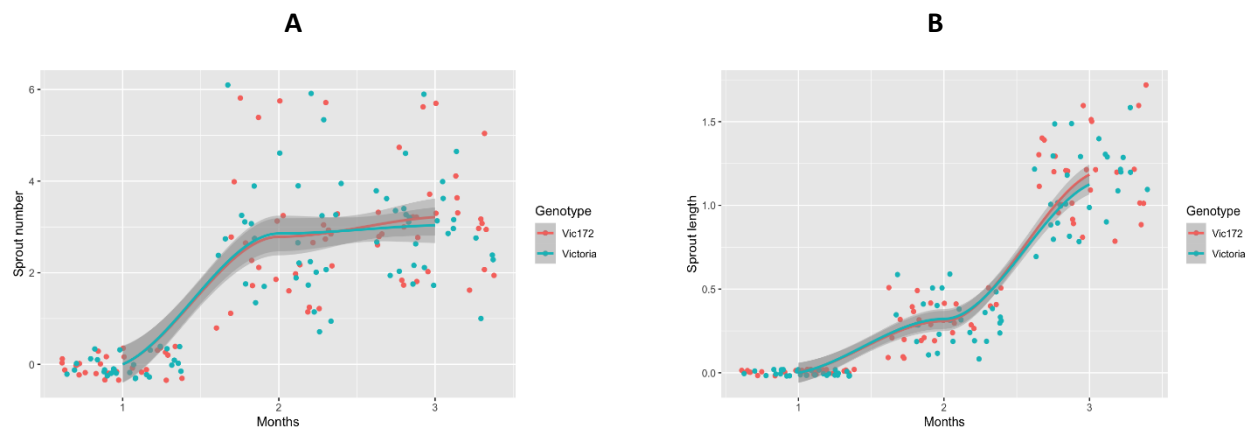 A
B
6
4
2
0
Sprout number
1
2
3
Months
Genotype
Vic172
Victoria
1.5
1.0
0.5
0.0
Sprout length
1
2
3
Months
Genotype
Vic172
Victoria